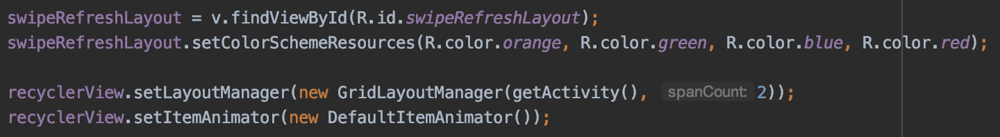 swipeRefreshLayout = v.findViewById(R.id.swipeRefreshLayout);
swipeRefreshLayout.setColorSchemeResources(R.color.orange, R.color.green, R.color.blue, R.color.red);
recyclerView.setLayoutManager(new GridLayoutManager(getActivity(), spanCount: 2));
recyclerView.setItemAnimator(new DefaultItemAnimator());